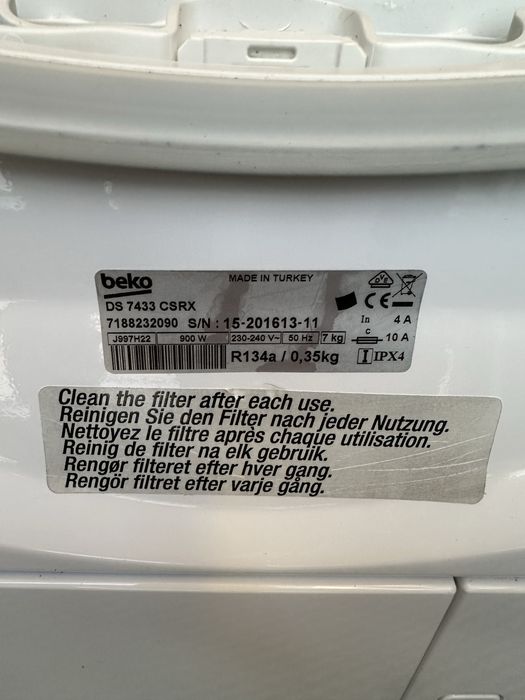 beko
MADE IN TURKEY
DS 7433 CSRX
7188232090 S/N : 15-201613-11
In 4 A
J997H22 900 W 230-240 V~ 50 Hz 7 kg c 10 A
R134a / 0,35kg IPX4
Clean the filter after each use.
Reinigen Sie den Filter nach jeder Nutzung.
Nettoyez le filtre après chaque utilisation.
Reinig de filter na elk gebruik.
Rengør filteret efter hver gang.
Rengör filtret efter varje gång.